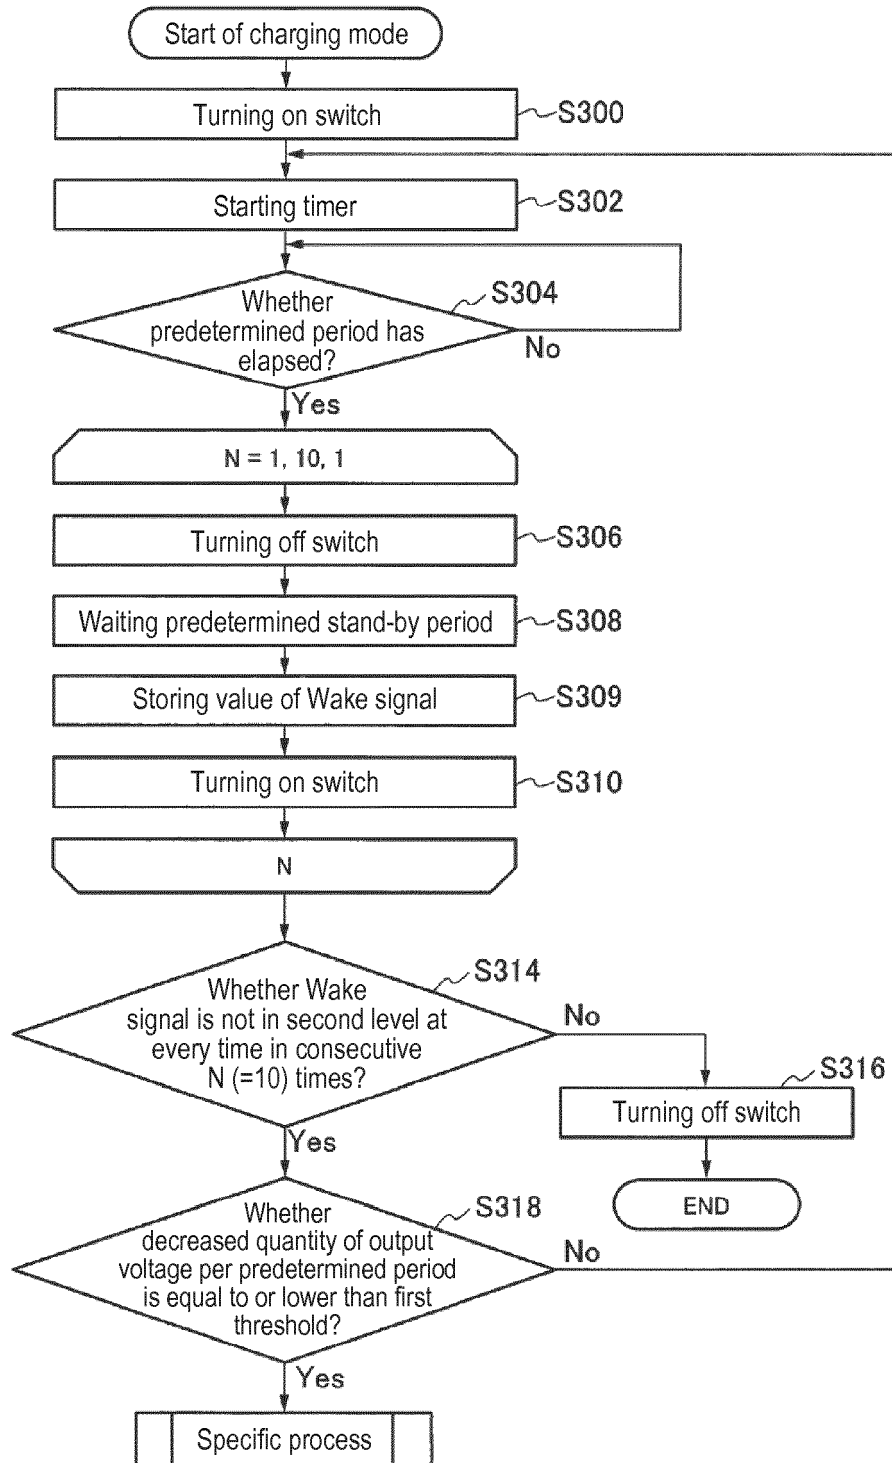 Start of charging mode
Turning on switch
S300
Starting timer
S302
Whether
predetermined period has
elapsed?
S304
No
Yes
N = 1, 10, 1
Turning off switch
S306
Waiting predetermined stand-by period
S308
Storing value of Wake signal
S309
Turning on switch
S310
N
Whether Wake
signal is not in second level at
every time in consecutive
N (=10) times?
S314
No
S316
Turning off switch
END
Yes
Whether
decreased quantity of output
voltage per predetermined period
is equal to or lower than first
threshold?
S318
No
Yes
Specific process